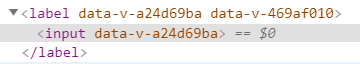 ▼<label data-v-a24d69ba data-v-469af010>
<input data-v-a24d69ba> == $0
</label>